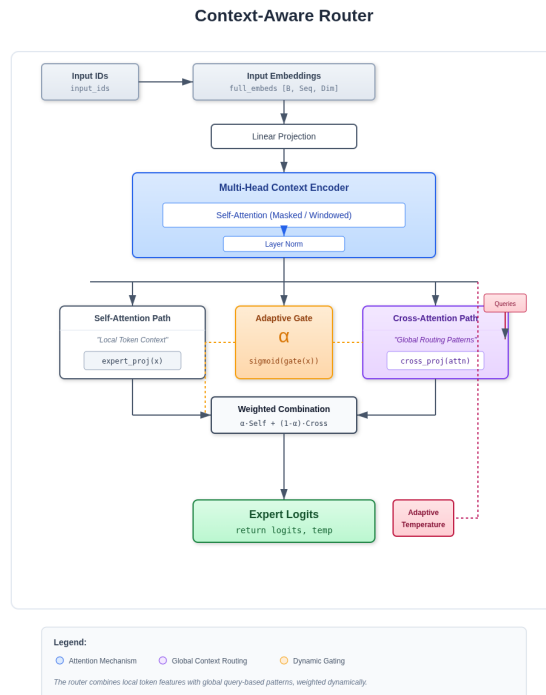 Context-Aware Router
Input IDs
input_ids
Input Embeddings
full_embeds [B, Seq, Dim]
Linear Projection
Multi-Head Context Encoder
Self-Attention (Masked / Windowed)
Layer Norm
Queries
Self-Attention Path
"Local Token Context"
expert_proj(x)
Adaptive Gate
α
sigmoid(gate(x))
Cross-Attention Path
"Global Routing Patterns"
cross_proj(attn)
Weighted Combination
α·Self + (1-α)·Cross
Expert Logits
return logits, temp
Adaptive
Temperature
Legend:
Attention Mechanism
Global Context Routing
Dynamic Gating
The router combines local token features with global query-based patterns, weighted dynamically.